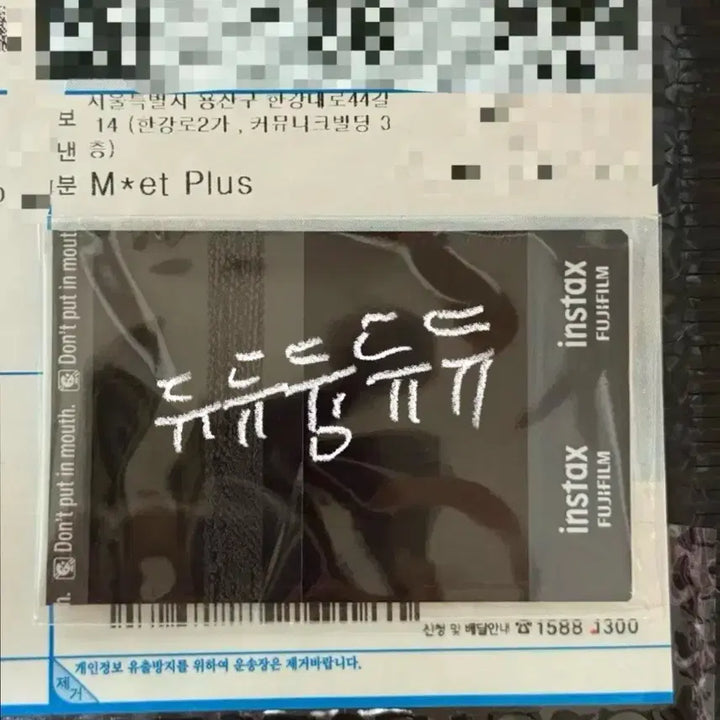 서울특별시 용산구 한강대로44길
보 14 (한강로2가 , 커뮤니크빌딩 3
낸 층)
분 M*et Plus
Don't put in mouth.
Don't put in mout
instax
FUJIFILM
instax
FUJIFILM
듀듀듕듀듀
신청 및 배달안내 ☎1588 1300
제거 개인정보 유출방지를 위하여 운송장은 제거바랍니다.